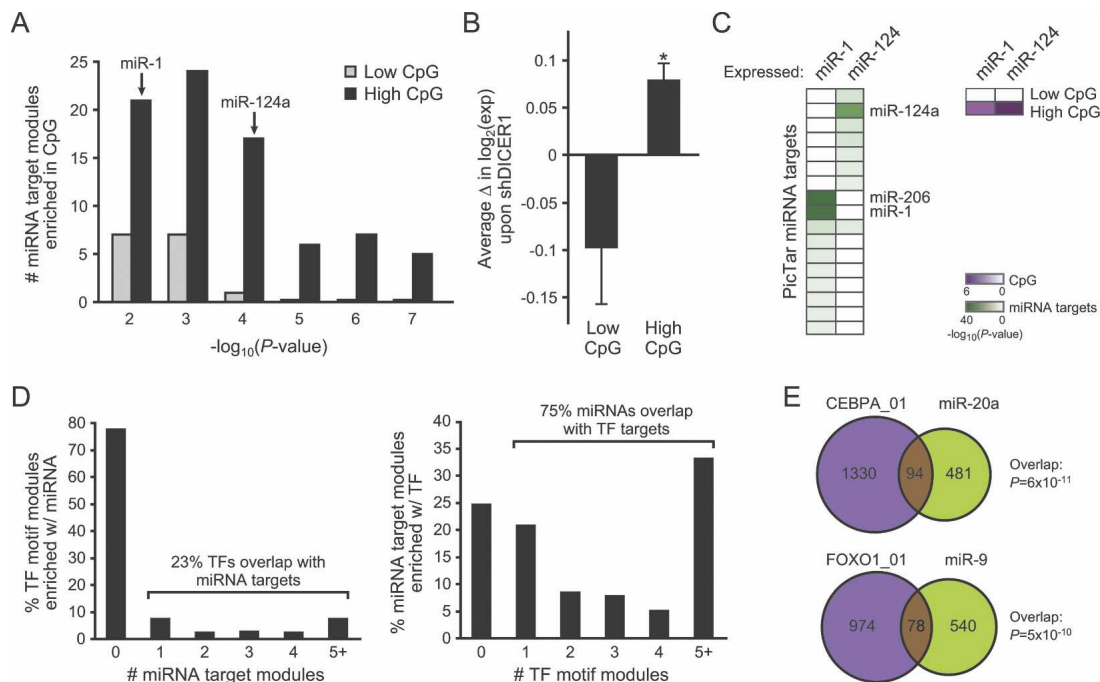 A
# miRNA target modules
enriched in CpG
25
20
15
10
5
0
miR-1
miR-124a
Low CpG
High CpG
2 3 4 5 6 7
-log10(P-value)
B
Average Δ in log2(exp)
upon shDICER1
0.1
0.05
0
-0.05
-0.1
-0.15
*
Low
CpG
High
CpG
C
Expressed:
miR-1
miR-124
PicTar miRNA targets
miR-124a
miR-206
miR-1
miR-1
miR-124
Low CpG
High CpG
CpG
6 0
miRNA targets
40 0
-log10(P-value)
D
% TF motif modules
enriched w/ miRNA
80
70
60
50
40
30
20
10
0
23% TFs overlap with
miRNA targets
0 1 2 3 4 5+
# miRNA target modules
% miRNA target modules
enriched w/ TF
40
35
30
25
20
15
10
5
0
75% miRNAs overlap
with TF targets
0 1 2 3 4 5+
# TF motif modules
E
CEBPA_01 miR-20a
1330 94 481
Overlap:
P=6x10-11
FOXO1_01 miR-9
974 78 540
Overlap:
P=5x10-10